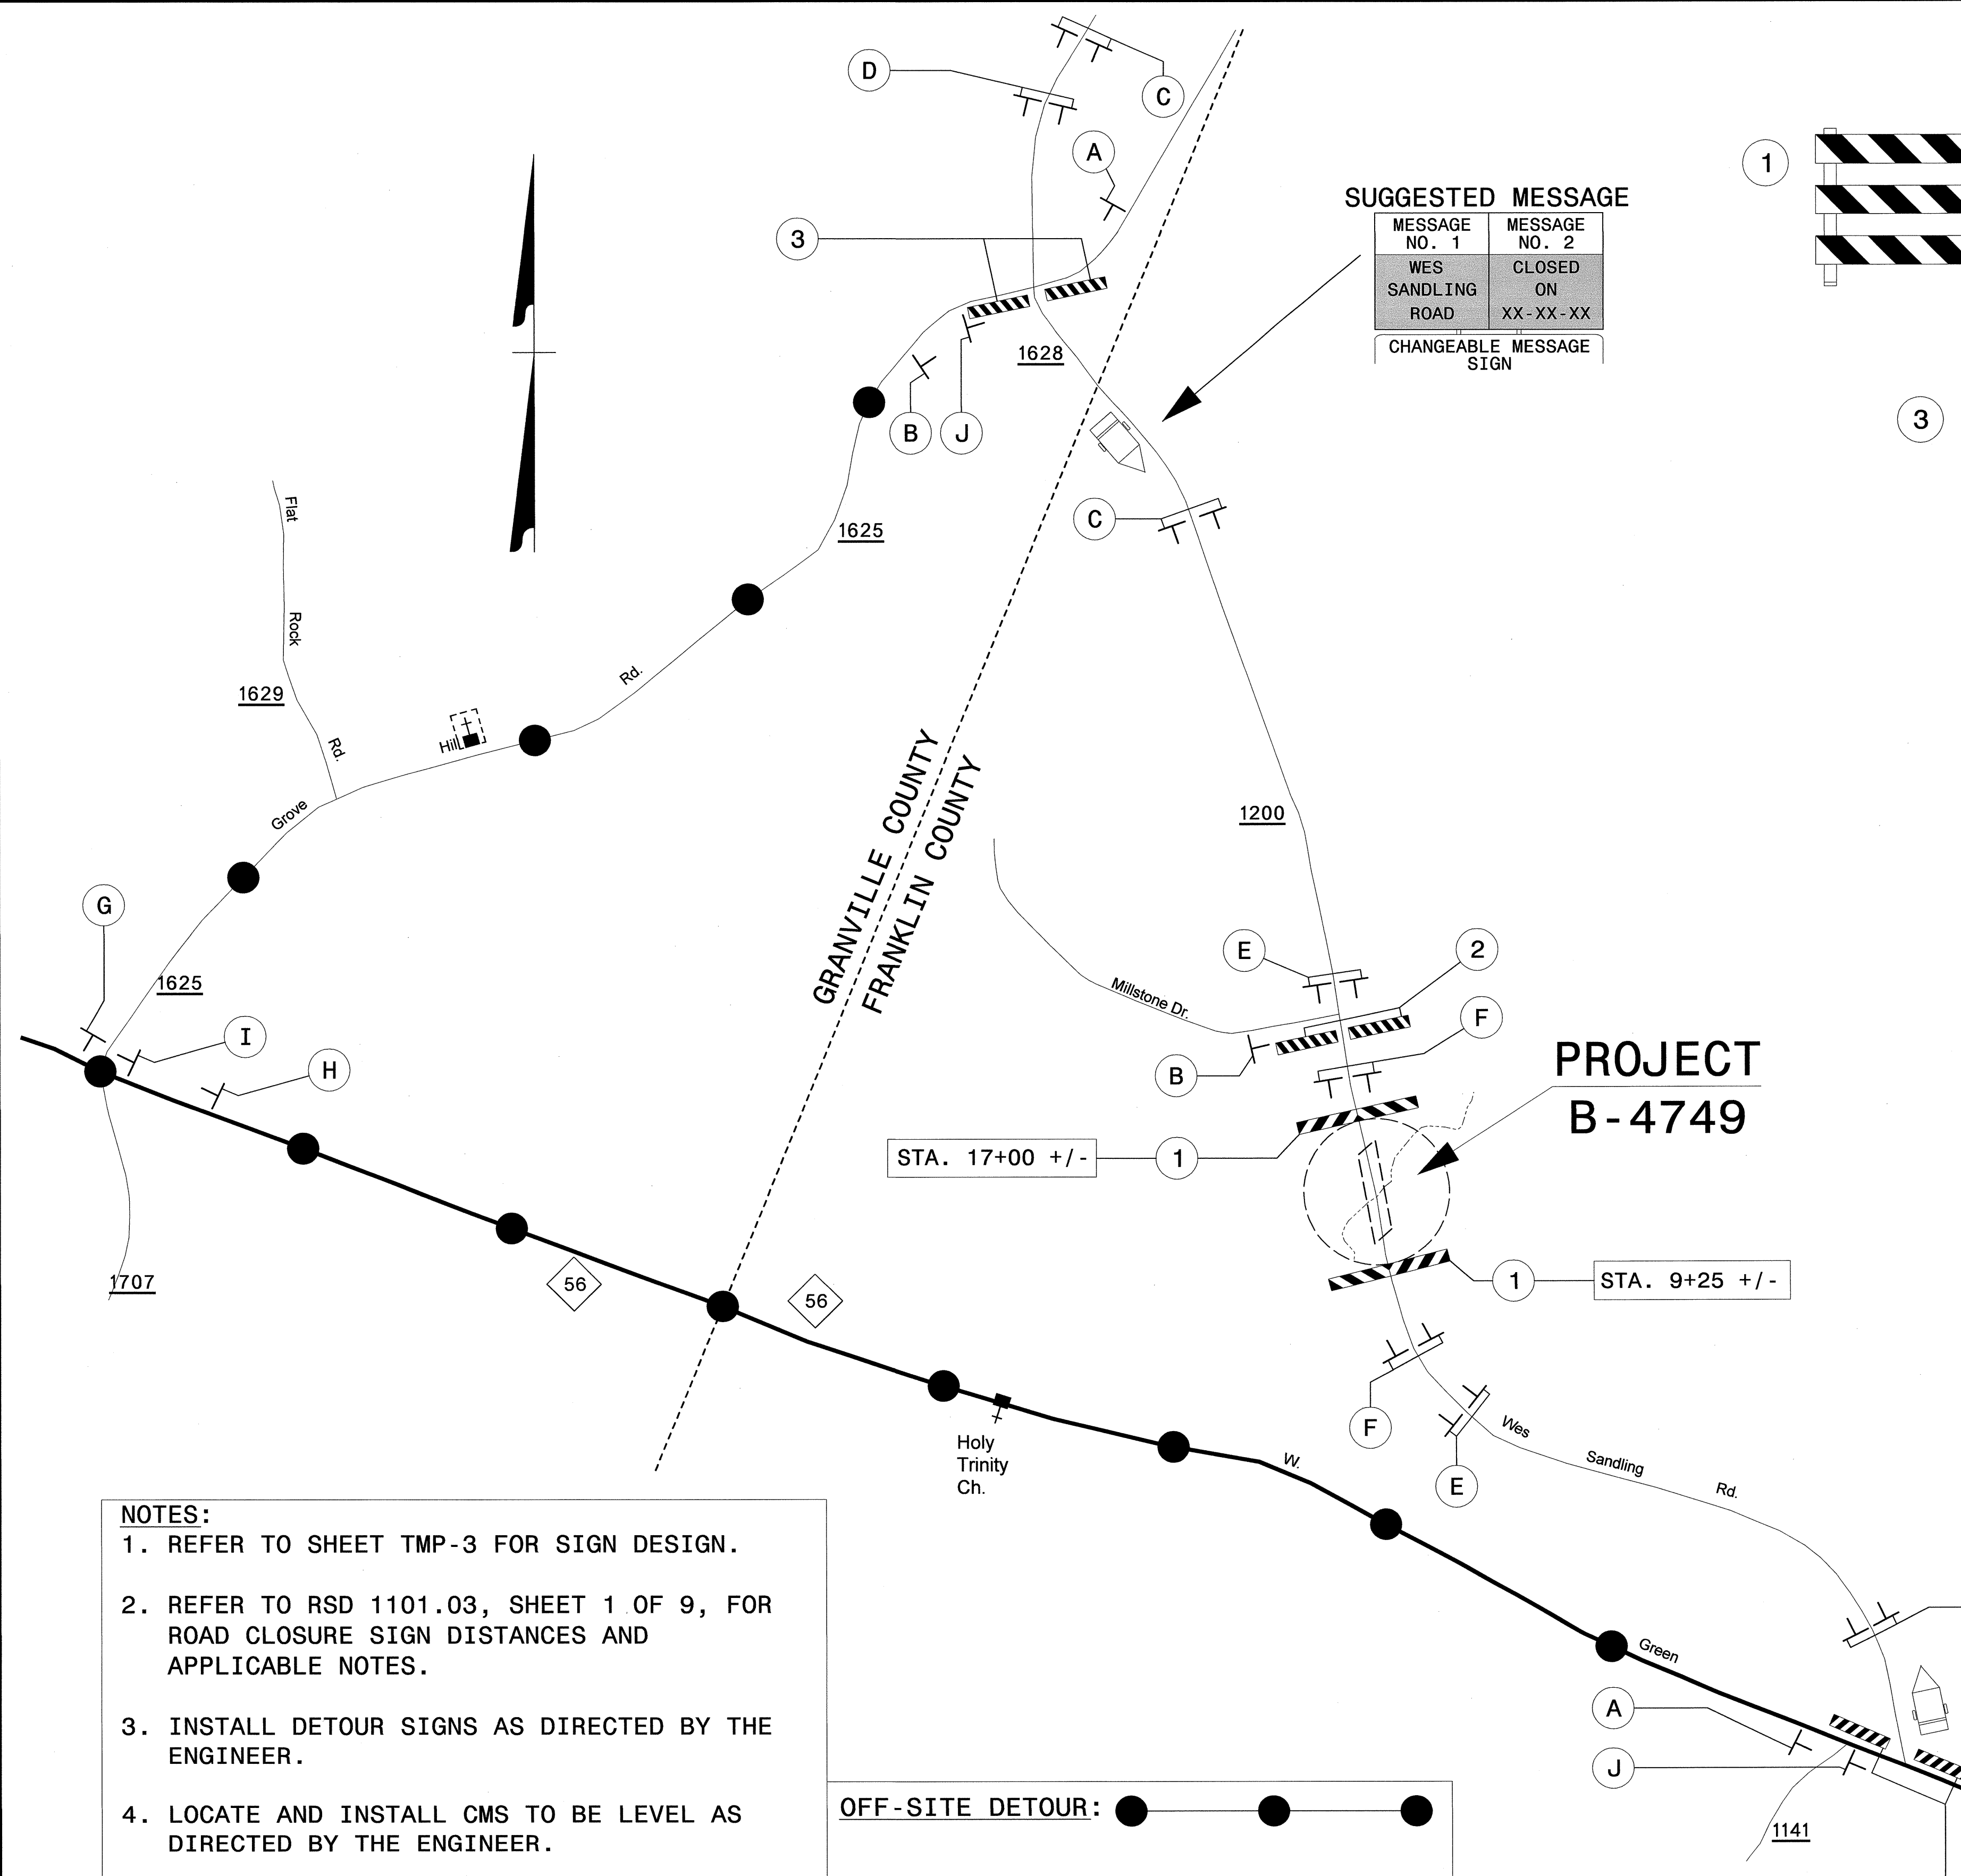 D
C
A
1
SUGGESTED MESSAGE
MESSAGE NO. 1
MESSAGE NO. 2
WES SANDLING ROAD
CLOSED ON XX-XX-XX
CHANGEABLE MESSAGE
SIGN
3
3
1628
B
J
C
1625
Flat
Rock
Rd.
1629
Rd.
Hill
Grove
GRANVILLE COUNTY
FRANKLIN COUNTY
1200
G
1625
I
H
E
2
Millstone Dr.
F
B
PROJECT
B-4749
STA. 17+00 +/-
1
1707
56
56
1
STA. 9+25 +/-
F
E
Holy
Trinity
Ch.
W.
Wes
Sandling
Rd.
Green
A
J
1141
NOTES:
1. REFER TO SHEET TMP-3 FOR SIGN DESIGN.
2. REFER TO RSD 1101.03, SHEET 1 OF 9, FOR
ROAD CLOSURE SIGN DISTANCES AND
APPLICABLE NOTES.
3. INSTALL DETOUR SIGNS AS DIRECTED BY THE
ENGINEER.
4. LOCATE AND INSTALL CMS TO BE LEVEL AS
DIRECTED BY THE ENGINEER.
OFF-SITE DETOUR: